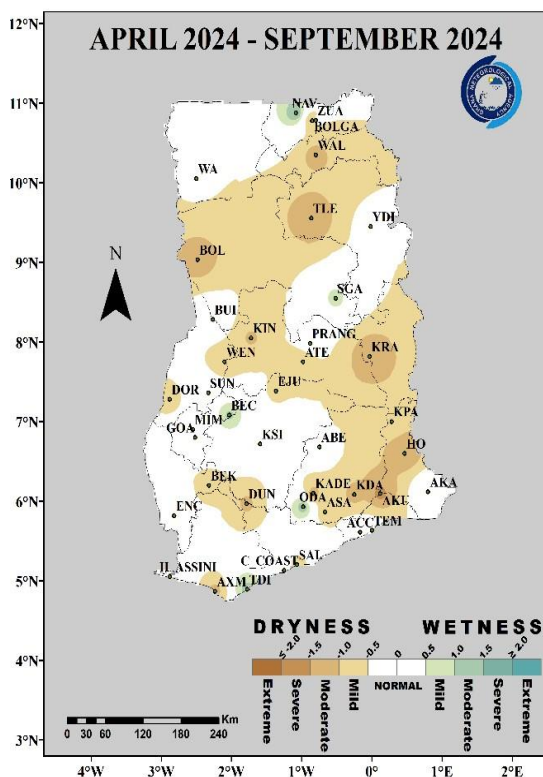 APRIL 2024 - SEPTEMBER 2024
11°N
10°N
9°N
8°N
7°N
6°N
5°N
4°N
3°N
4°W
3°W
2°W
1°W
0°
1°E
N
NAV
ZUA
BOLGA
WAL
WA
TLE
YDI
BOL
SGA
BUI
KIN
PRANG
WEN
ATE
KRA
DOR
SUN
EJU
BEC
GOA
MIM
KPA
KSI
ABE
HO
BEK
KADE
KDA
AKA
DUN
ODA
ASA
AKU
ENC
ACC
TEM
C_COAST
SAL
AXM
TDI
DRYNESS
WETNESS
≤ -2.0
-1.5
-1.0
-0.5
0
0.5
1.0
1.5
≥ 2.0
NORMAL
Extreme
Severe
Moderate
Mild
Mild
Moderate
Severe
Extreme
Km
0 30 60 120 180 240